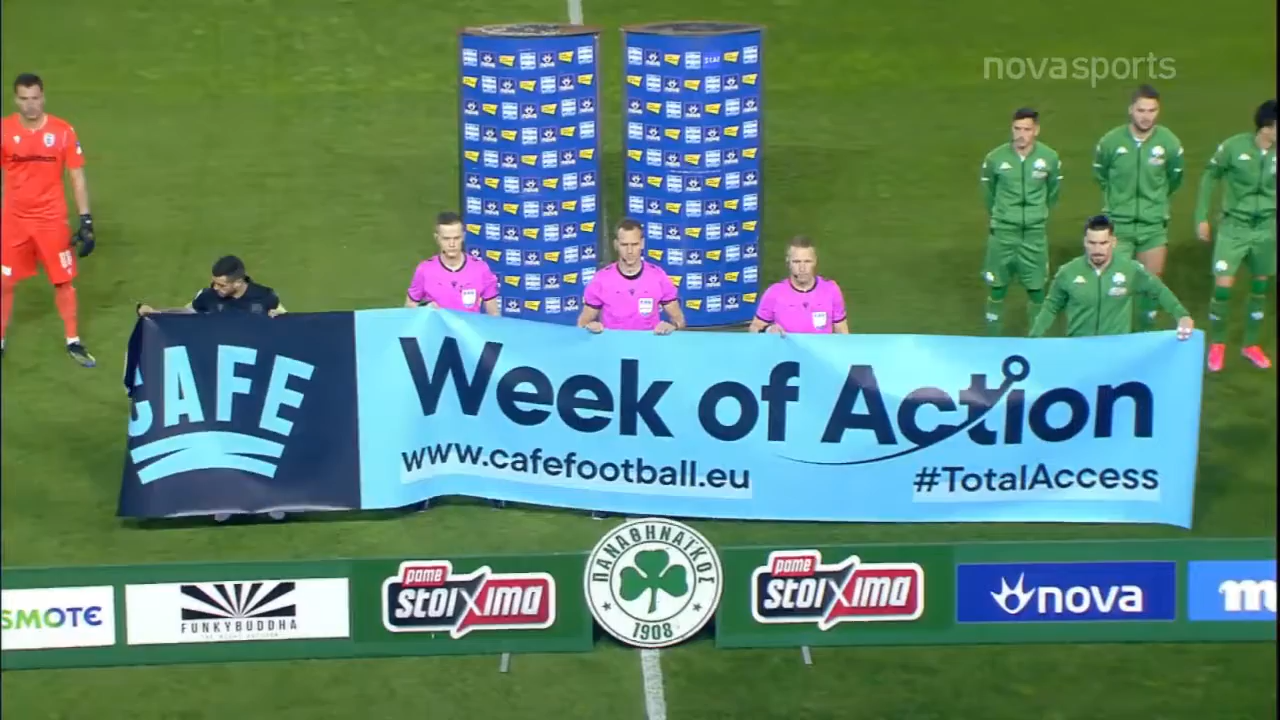 novasports
CAFE
Week of Action
www.cafefootball.eu
#TotalAccess
SMOTE
FUNKYBUDDHA
pame
stoiXima
ΠΑΝΑΘΗΝΑΪΚΟΣ
1908
pame
stoiXima
nova